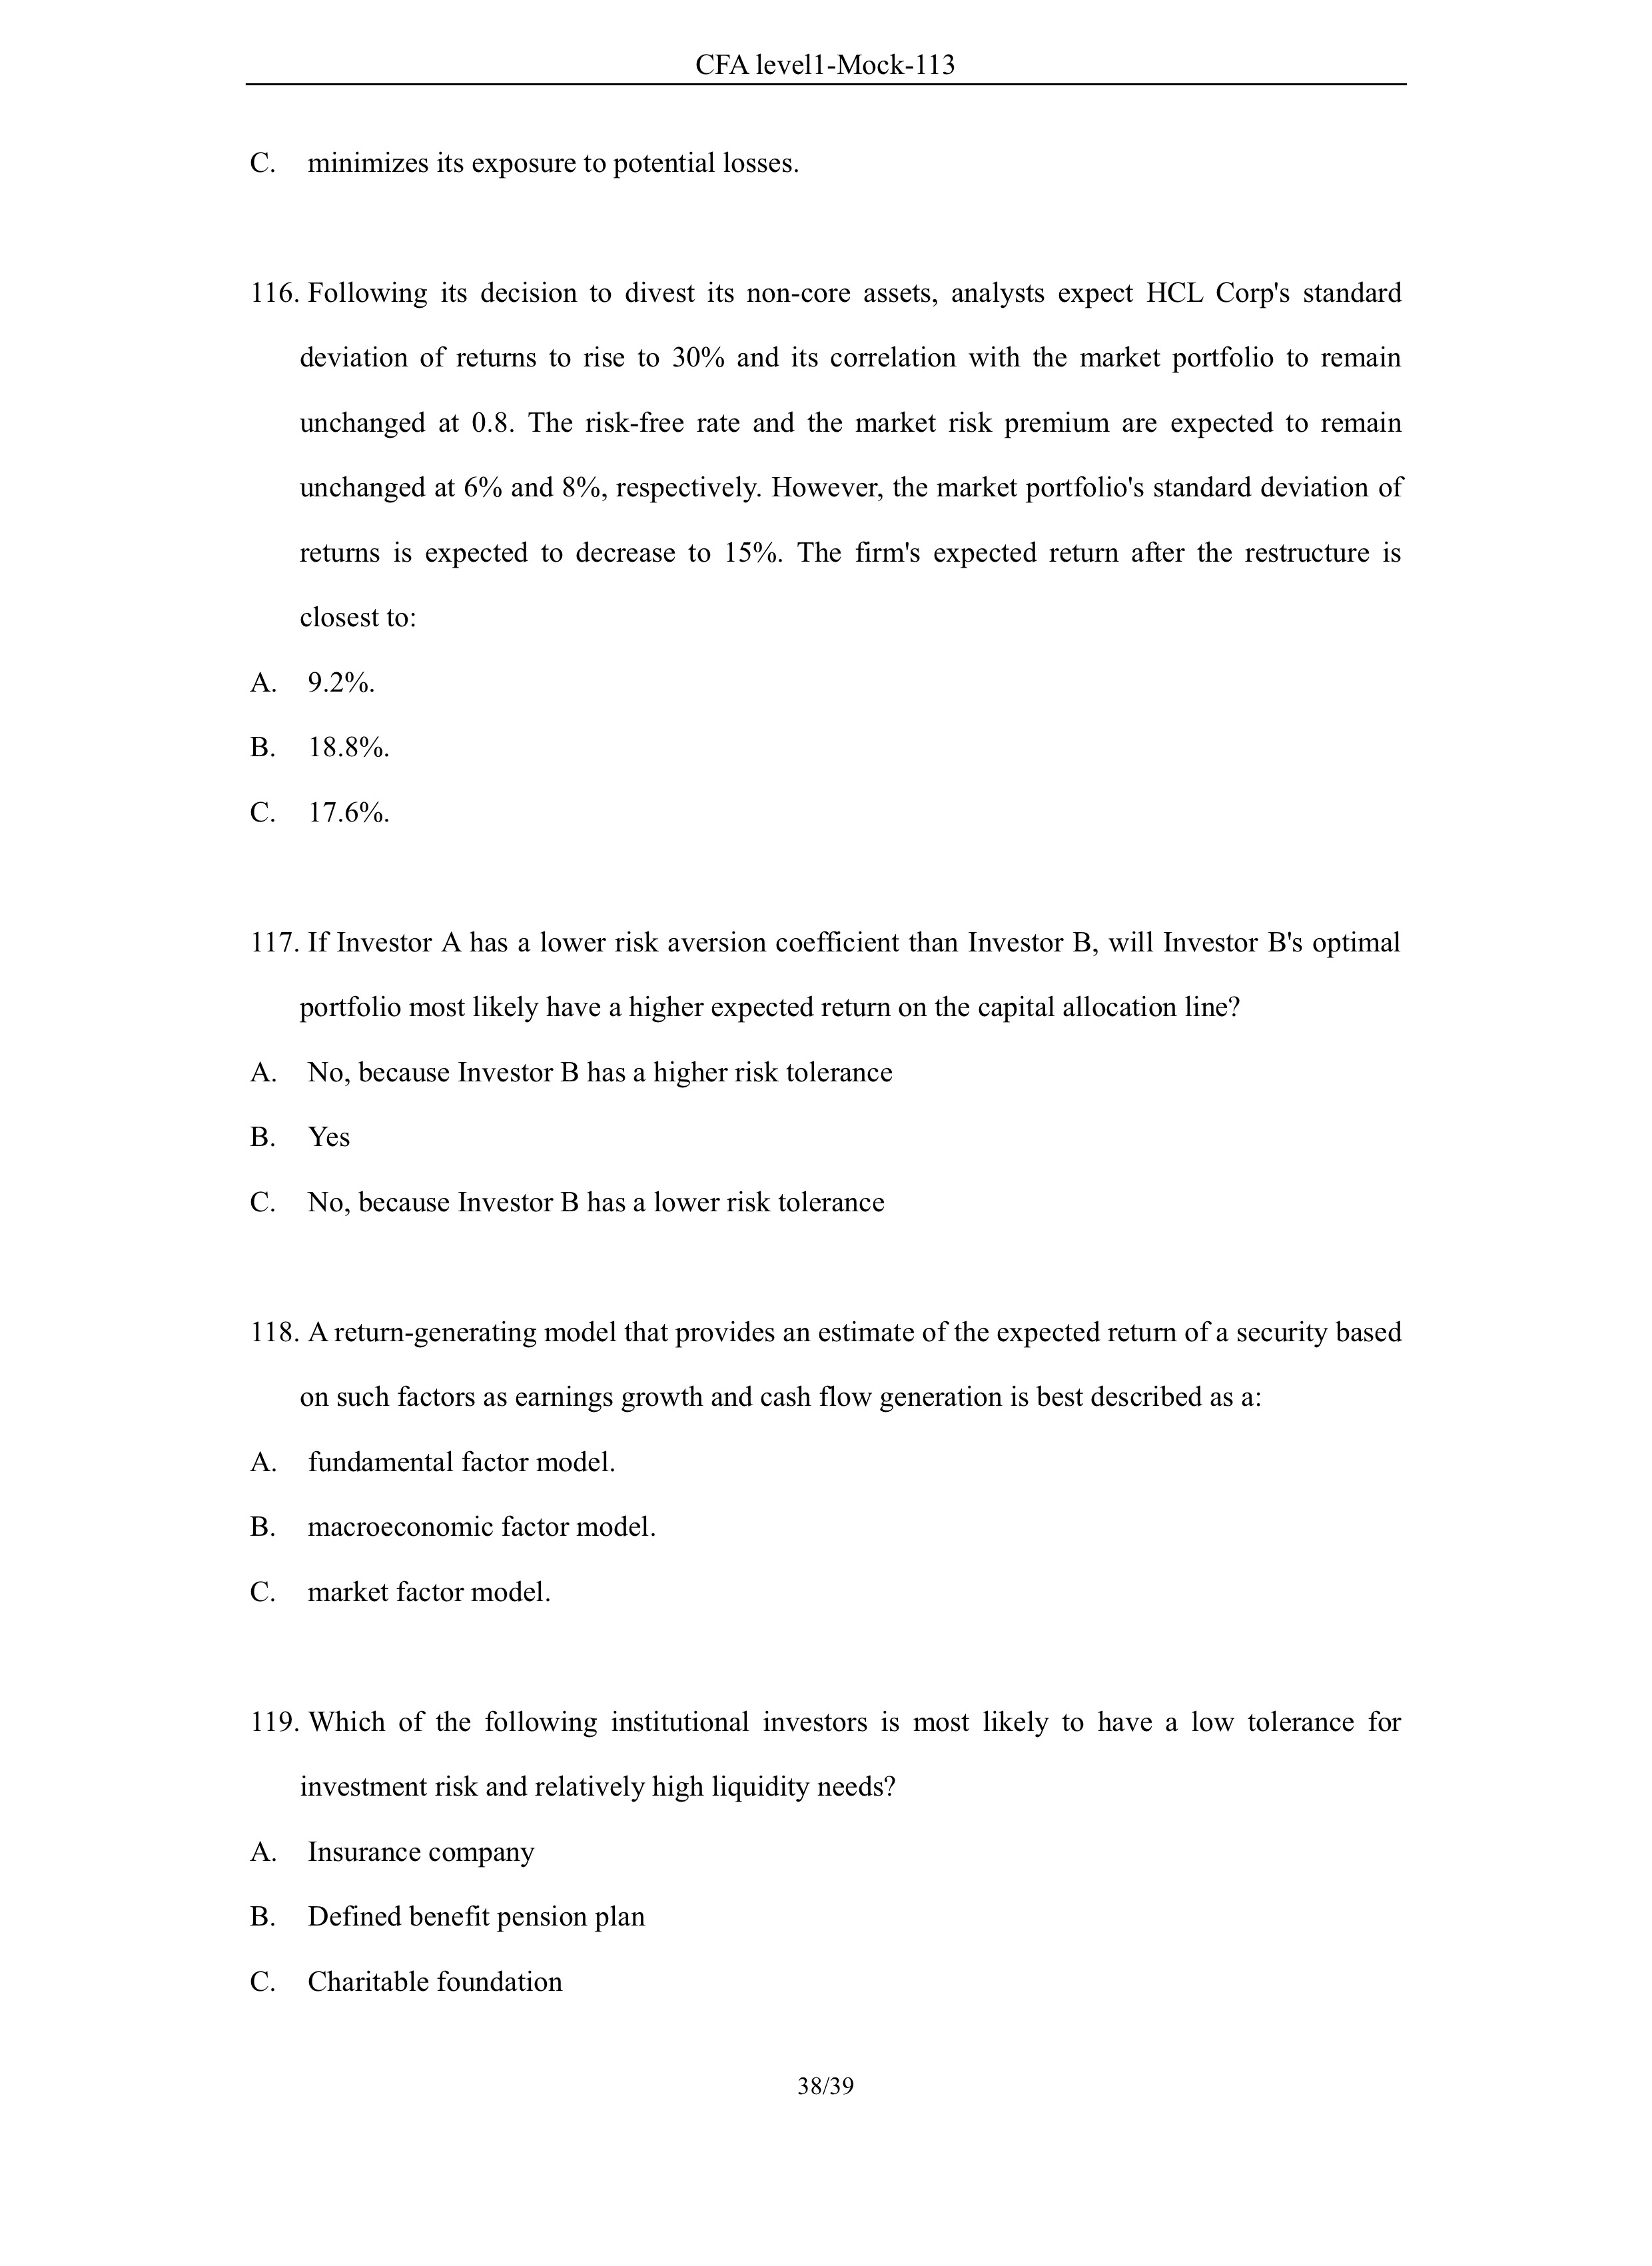 CFA level1-Mock-113
C. minimizes its exposure to potential losses.
116. Following its decision to divest its non-core assets, analysts expect HCL Corp's standard
deviation of returns to rise to 30% and its correlation with the market portfolio to remain
unchanged at 0.8. The risk-free rate and the market risk premium are expected to remain
unchanged at 6% and 8%, respectively. However, the market portfolio's standard deviation of
returns is expected to decrease to 15%. The firm's expected return after the restructure is
closest to:
A. 9.2%.
B. 18.8%.
C. 17.6%.
117. If Investor A has a lower risk aversion coefficient than Investor B, will Investor B's optimal
portfolio most likely have a higher expected return on the capital allocation line?
A. No, because Investor B has a higher risk tolerance
B. Yes
C. No, because Investor B has a lower risk tolerance
118. A return-generating model that provides an estimate of the expected return of a security based
on such factors as earnings growth and cash flow generation is best described as a:
A. fundamental factor model.
B. macroeconomic factor model.
C. market factor model.
119. Which of the following institutional investors is most likely to have a low tolerance for
investment risk and relatively high liquidity needs?
A. Insurance company
B. Defined benefit pension plan
C. Charitable foundation
38/39